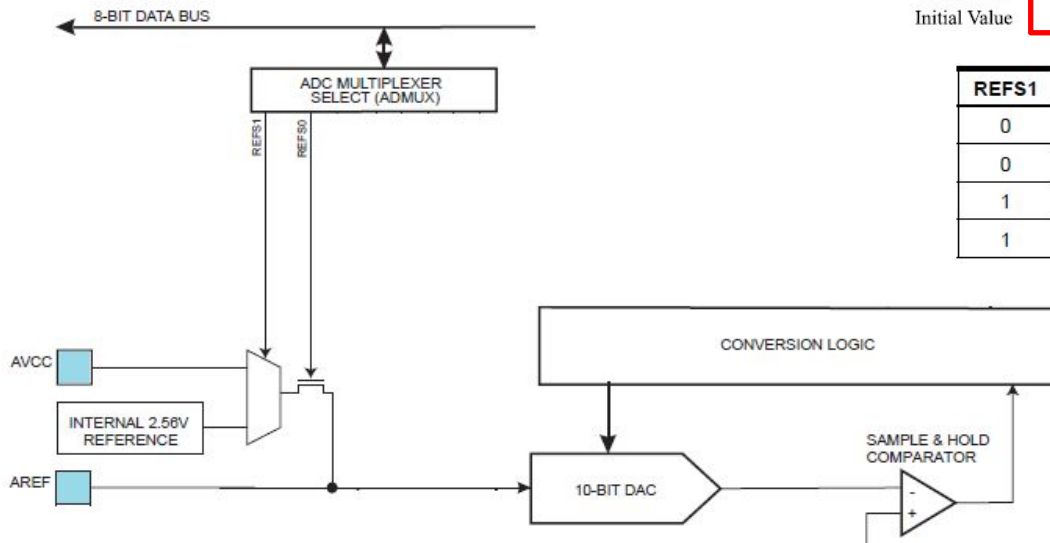 8-BIT DATA BUS
Initial Value
ADC MULTIPLEXER
SELECT (ADMUX)
REFS1
REFS0
REFS1
0
0
1
1
AVCC
INTERNAL 2.56V
REFERENCE
AREF
CONVERSION LOGIC
10-BIT DAC
SAMPLE & HOLD
COMPARATOR
-
+